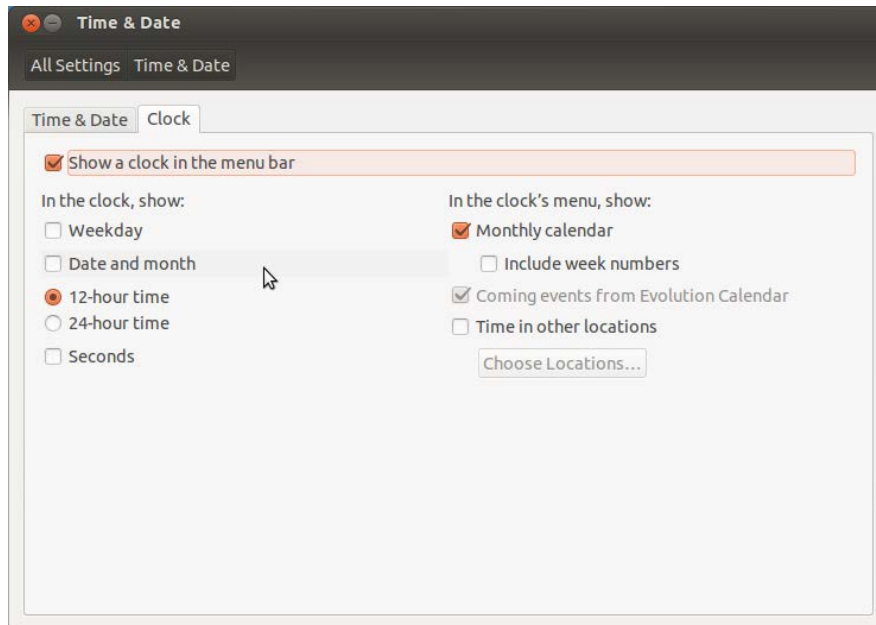 Time & Date
All Settings Time & Date
Time & Date Clock
Show a clock in the menu bar
In the clock, show:
Weekday
Date and month
12-hour time
24-hour time
Seconds
In the clock's menu, show:
Monthly calendar
Include week numbers
Coming events from Evolution Calendar
Time in other locations
Choose Locations...